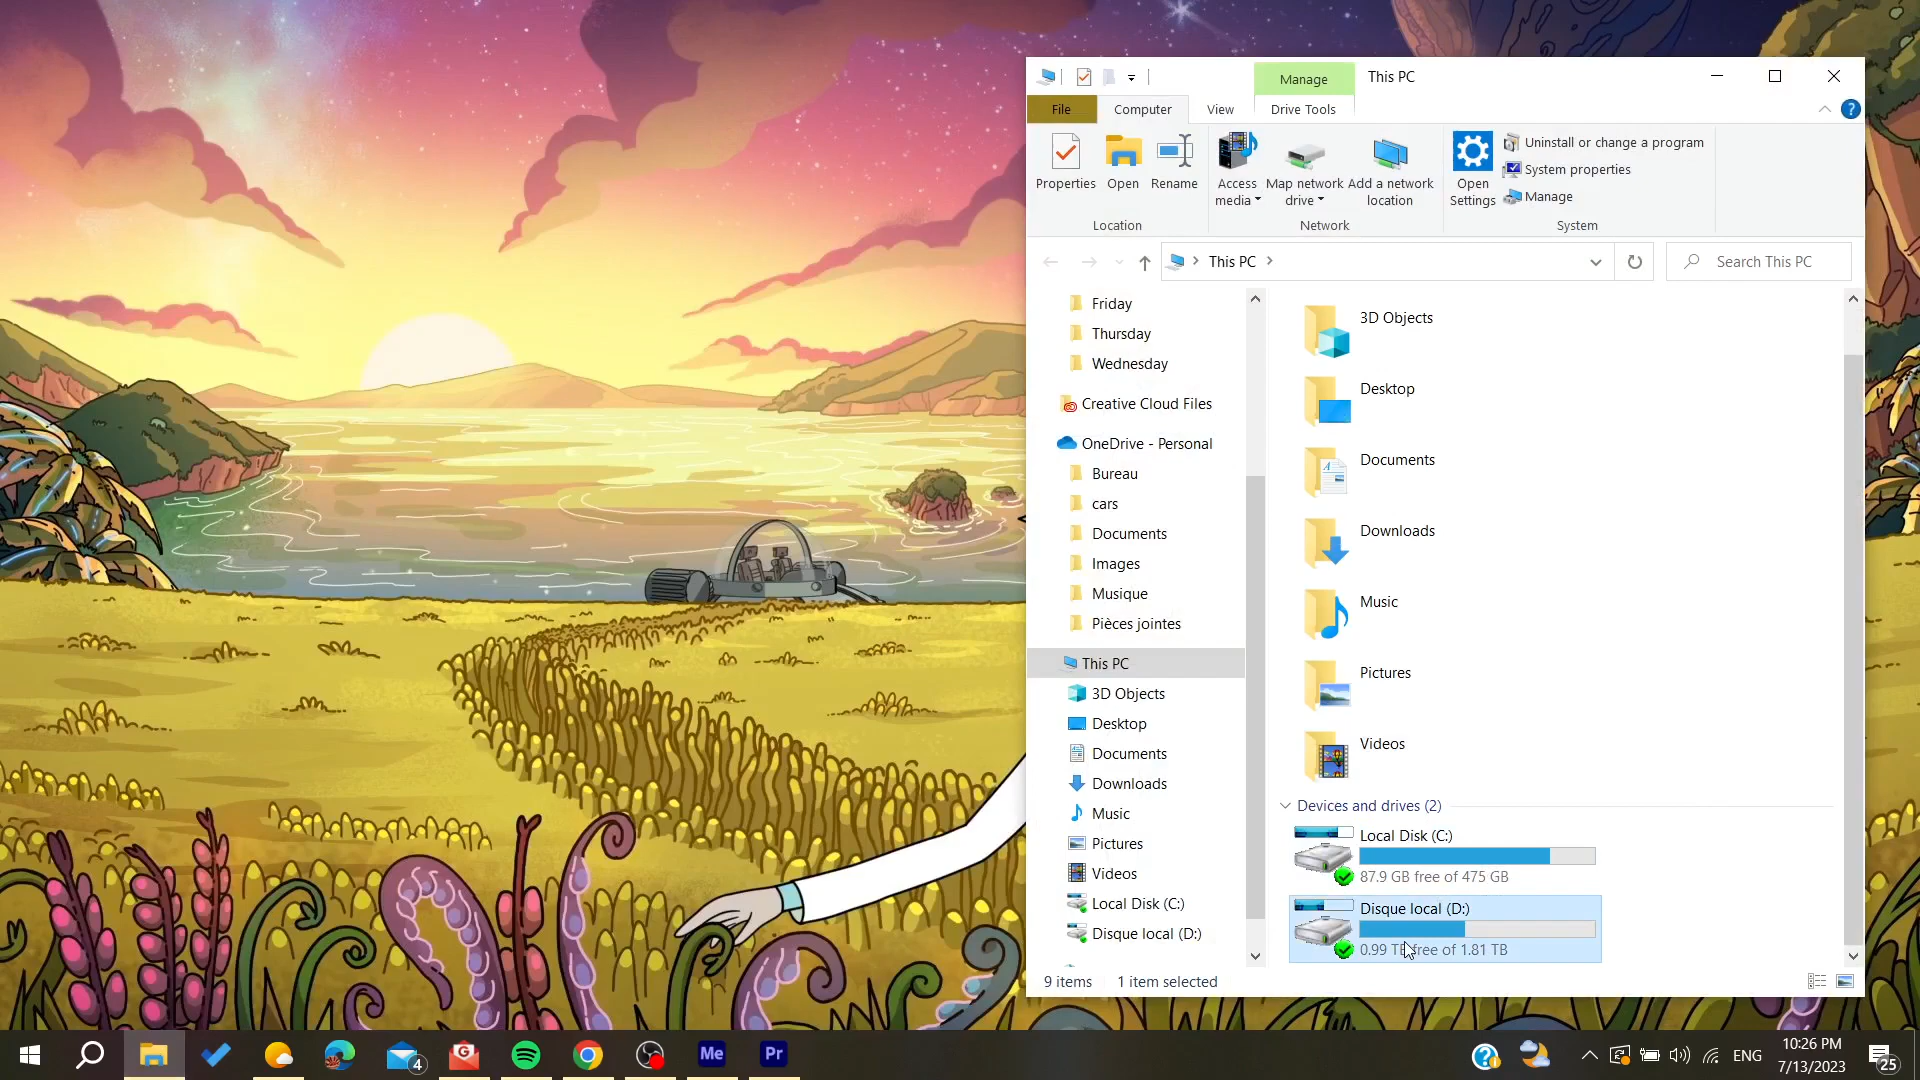 Manage
This PC
File
Computer
View
Drive Tools
Properties
Open
Rename
Access media
Map network drive
Add a network location
Open Settings
Uninstall or change a program
System properties
Manage
Location
Network
System
This PC
Search This PC
Friday
Thursday
Wednesday
Creative Cloud Files
OneDrive - Personal
Bureau
cars
Documents
Images
Musique
Pièces jointes
This PC
3D Objects
Desktop
Documents
Downloads
Music
Pictures
Videos
Local Disk (C:)
Disque local (D:)
3D Objects
Desktop
Documents
Downloads
Music
Pictures
Videos
Devices and drives (2)
Local Disk (C:)
87.9 GB free of 475 GB
Disque local (D:)
0.99 TB free of 1.81 TB
9 items
1 item selected
4
G
Me
Pr
ENG
10:26 PM
7/13/2023
25